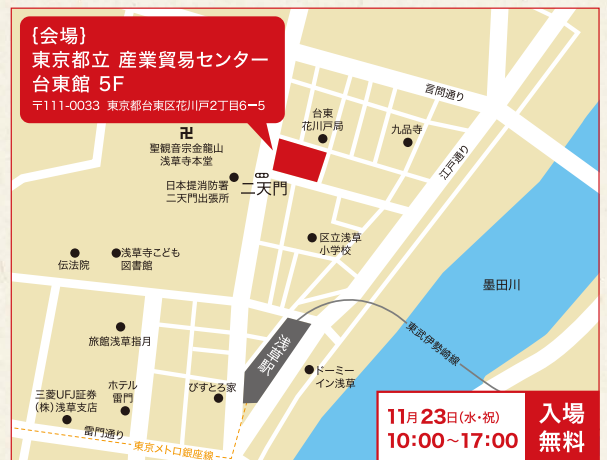 {会場}
東京都立 産業貿易センター
台東館 5F
〒111-0033 東京都台東区花川戸2丁目6ー5
言問通り
台東
花川戸局
九品寺
卍
聖観音宗金龍山
浅草寺本堂
江戸通り
日本提消防署
二天門出張所
二天門
区立浅草
小学校
伝法院
浅草寺こども
図書館
墨田川
旅館浅草指月
浅草駅
東武伊勢崎線
ドーミー
イン浅草
ホテル
雷門
びすとろ家
三菱UFJ証券
(株)浅草支店
雷門通り
東京メトロ銀座線
11月23日(水・祝)
10:00~17:00
入場
無料